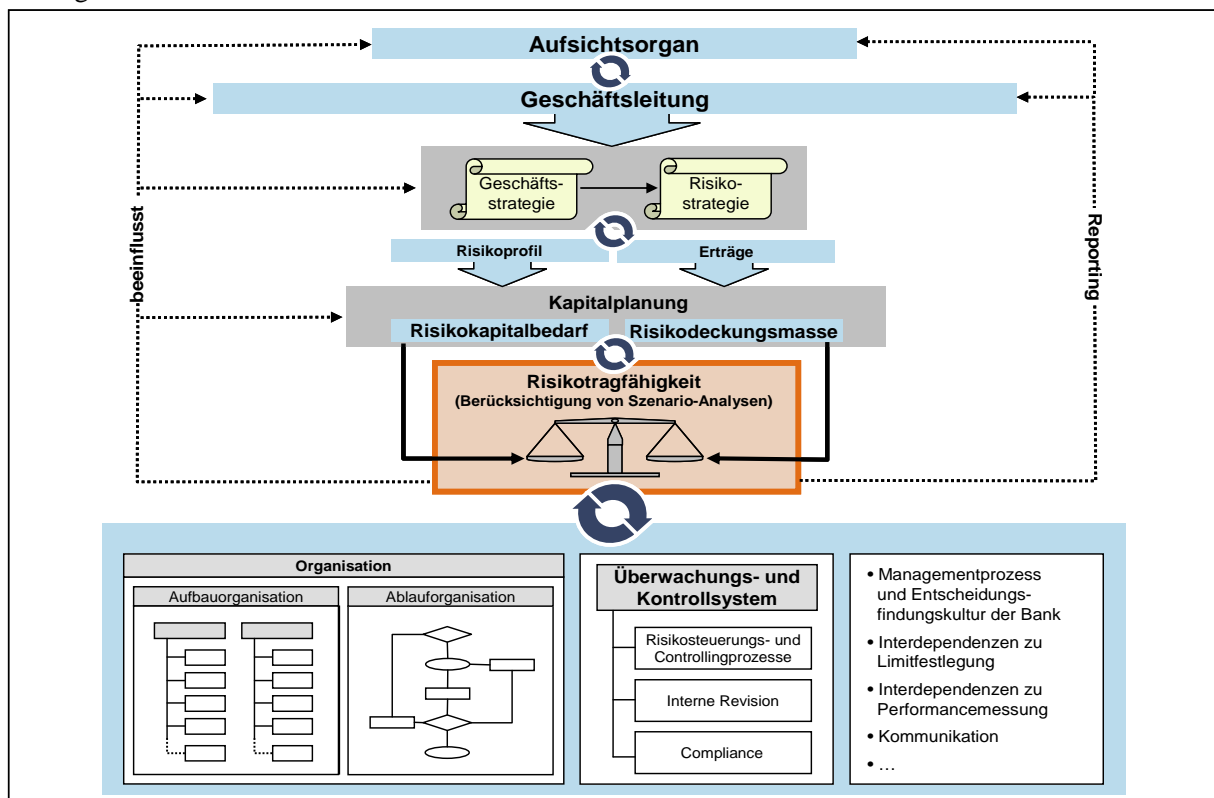 Aufsichtsorgan
Geschäftsleitung
Geschäfts-
strategie
Risiko-
strategie
beeinflusst
Reporting
Risikoprofil
Erträge
Kapitalplanung
Risikokapitalbedarf
Risikodeckungsmasse
Risikotragfähigkeit
(Berücksichtigung von Szenario-Analysen)
Organisation
Aufbauorganisation
Ablauforganisation
Überwachungs- und
Kontrollsystem
Risikosteuerungs- und
Controllingprozesse
Interne Revision
Compliance
• Managementprozess
und Entscheidungs-
findungskultur der Bank
• Interdependenzen zu
Limitfestlegung
• Interdependenzen zu
Performancemessung
• Kommunikation
• …